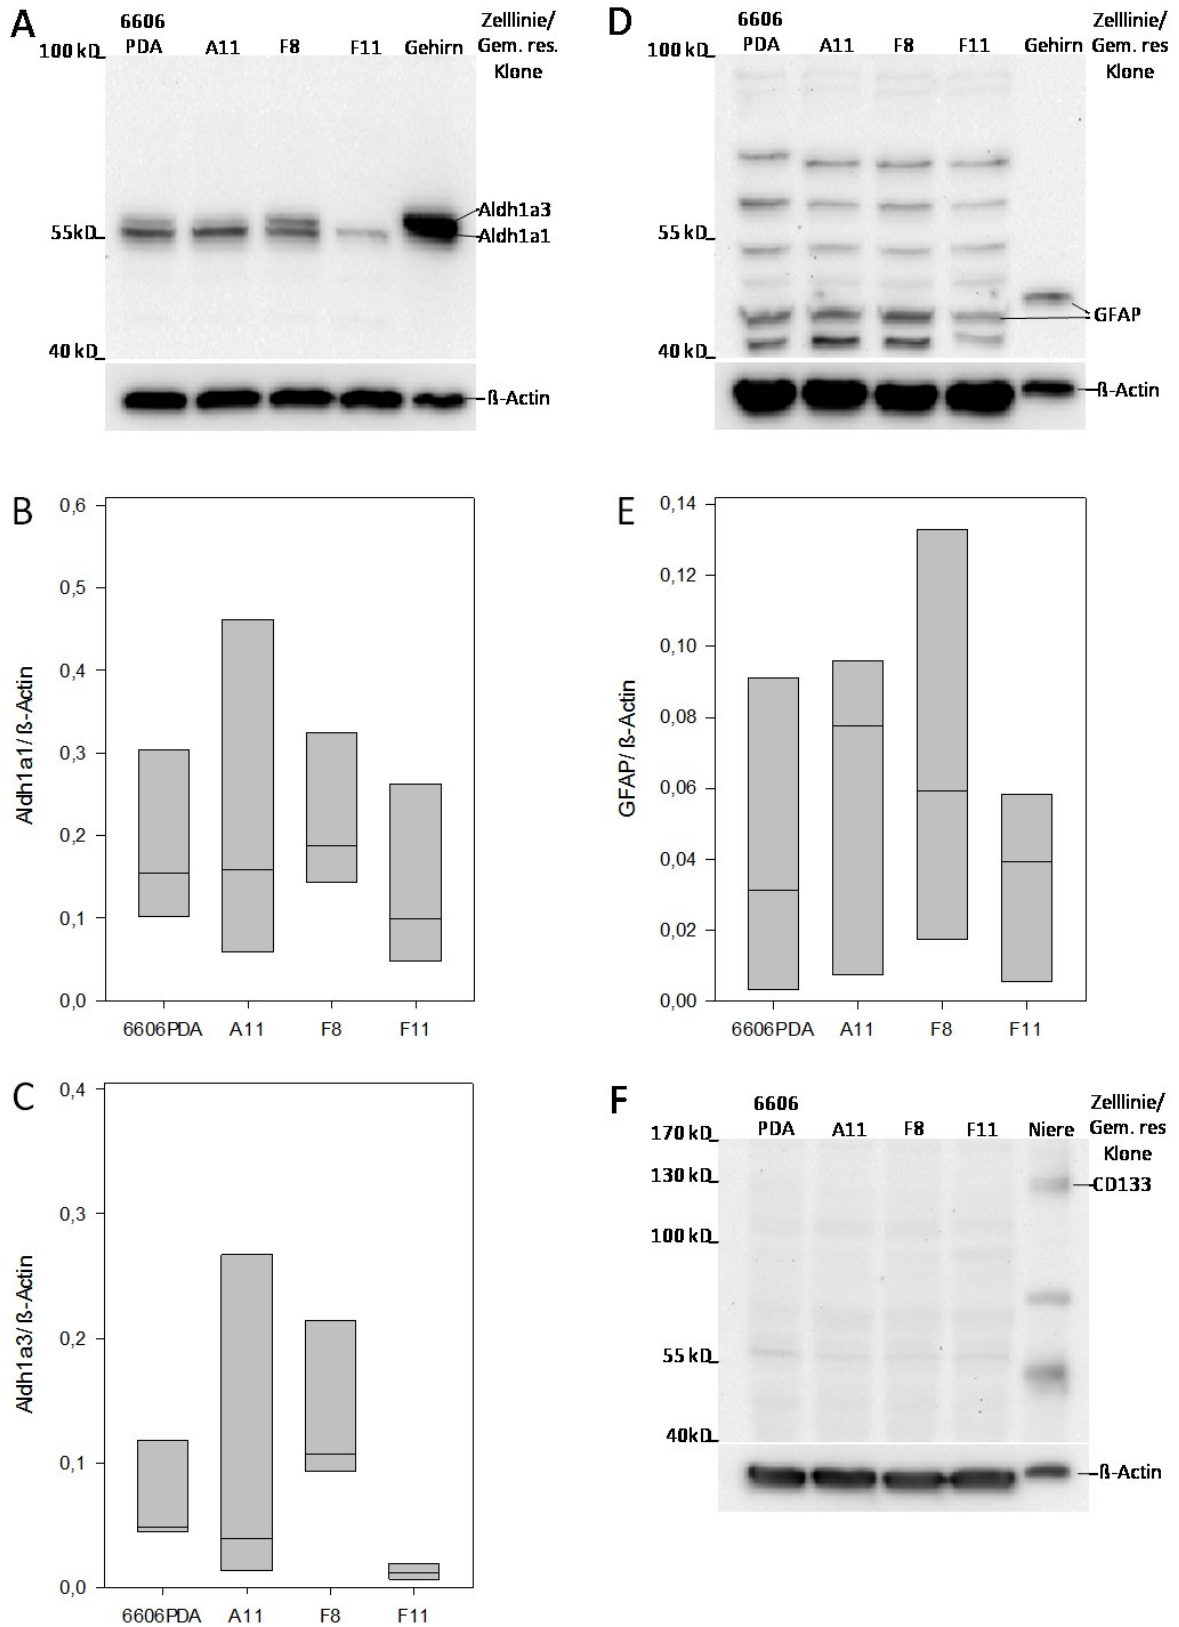 A
6606
PDA
A11
F8
F11
Gehirn
Zelllinie/
Gem. res.
Klone
100 kD
55kD
40 kD
Aldh1a3
Aldh1a1
ß-Actin
D
6606
PDA
A11
F8
F11
Gehirn
Zelllinie/
Gem. res
Klone
100 kD
55 kD
40 kD
GFAP
ß-Actin
B
Aldh1a1/ ß-Actin
0,6
0,5
0,4
0,3
0,2
0,1
0,0
6606PDA A11 F8 F11
E
GFAP/ ß-Actin
0,14
0,12
0,10
0,08
0,06
0,04
0,02
0,00
6606PDA A11 F8 F11
C
Aldh1a3/ ß-Actin
0,4
0,3
0,2
0,1
0,0
6606PDA A11 F8 F11
F
6606
PDA
A11
F8
F11
Niere
Zelllinie/
Gem. res
Klone
170 kD
130 kD
100 kD
55 kD
40kD
CD133
ß-Actin